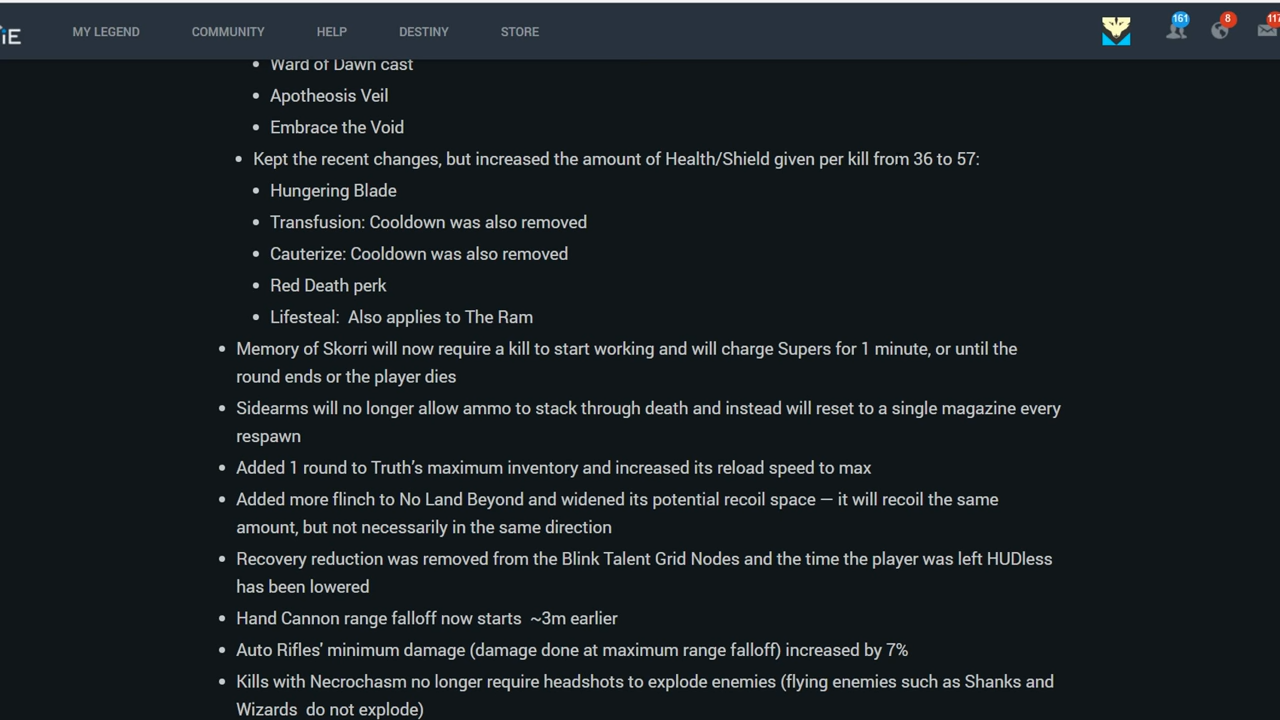 MY LEGEND COMMUNITY HELP DESTINY STORE 161 8
Ward of Dawn cast
Apotheosis Veil
Embrace the Void
Kept the recent changes, but increased the amount of Health/Shield given per kill from 36 to 57:
Hungering Blade
Transfusion: Cooldown was also removed
Cauterize: Cooldown was also removed
Red Death perk
Lifesteal: Also applies to The Ram
Memory of Skorri will now require a kill to start working and will charge Supers for 1 minute, or until the
round ends or the player dies
Sidearms will no longer allow ammo to stack through death and instead will reset to a single magazine every
respawn
Added 1 round to Truth’s maximum inventory and increased its reload speed to max
Added more flinch to No Land Beyond and widened its potential recoil space — it will recoil the same
amount, but not necessarily in the same direction
Recovery reduction was removed from the Blink Talent Grid Nodes and the time the player was left HUDless
has been lowered
Hand Cannon range falloff now starts ~3m earlier
Auto Rifles’ minimum damage (damage done at maximum range falloff) increased by 7%
Kills with Necrochasm no longer require headshots to explode enemies (flying enemies such as Shanks and
Wizards do not explode)